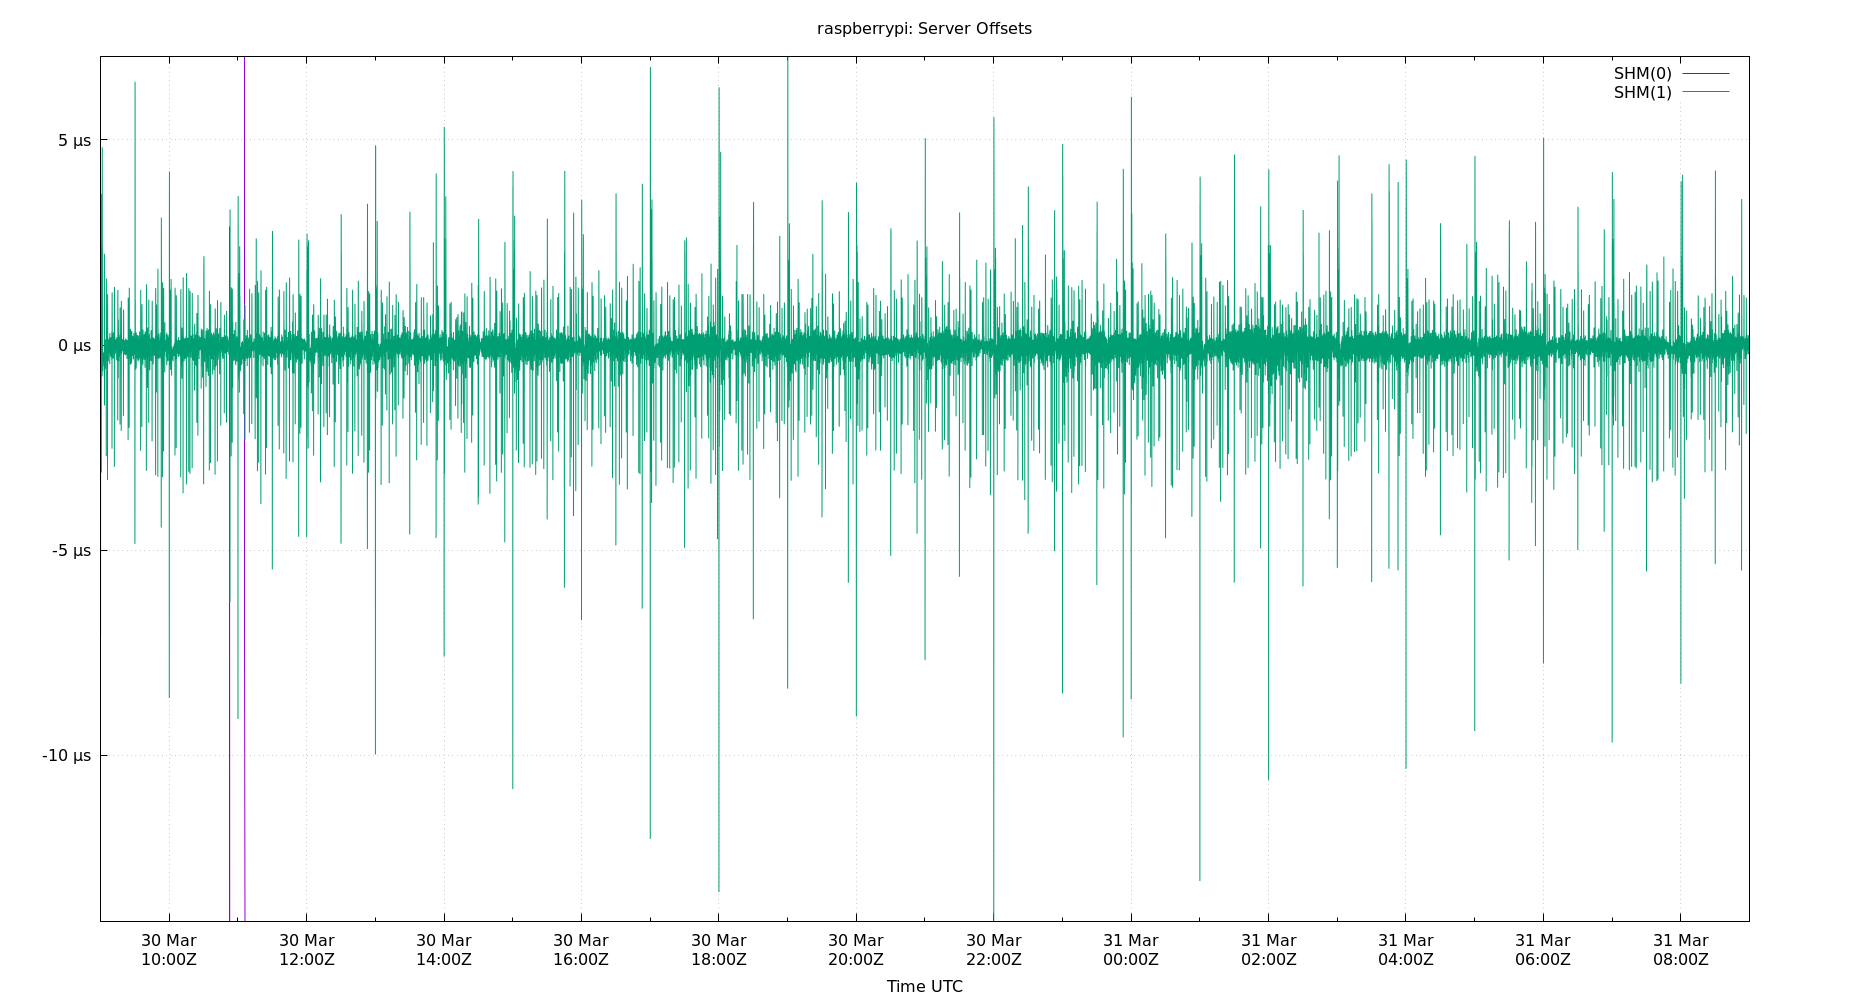 raspberrypi: Server Offsets
SHM(0)
SHM(1)
5 µs
0 µs
-5 µs
-10 µs
30 Mar 30 Mar 30 Mar 30 Mar 30 Mar 30 Mar 30 Mar 31 Mar 31 Mar 31 Mar 31 Mar 31 Mar
10:00Z 12:00Z 14:00Z 16:00Z 18:00Z 20:00Z 22:00Z 00:00Z 02:00Z 04:00Z 06:00Z 08:00Z
Time UTC